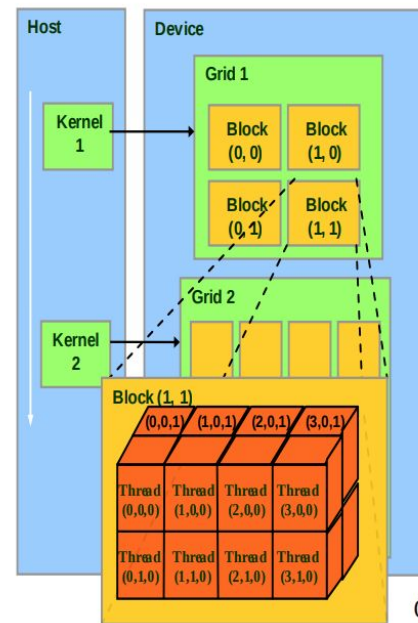 Host
Device
Grid 1
Kernel
1
Block
(0, 0)
Block
(1, 0)
Block
(0, 1)
Block
(1, 1)
Grid 2
Kernel
2
Block (1, 1)
(0,0,1) (1,0,1) (2,0,1) (3,0,1)
Thread
(0,0,0)
Thread
(1,0,0)
Thread
(2,0,0)
Thread
(3,0,0)
Thread
(0,1,0)
Thread
(1,1,0)
Thread
(2,1,0)
Thread
(3,1,0)